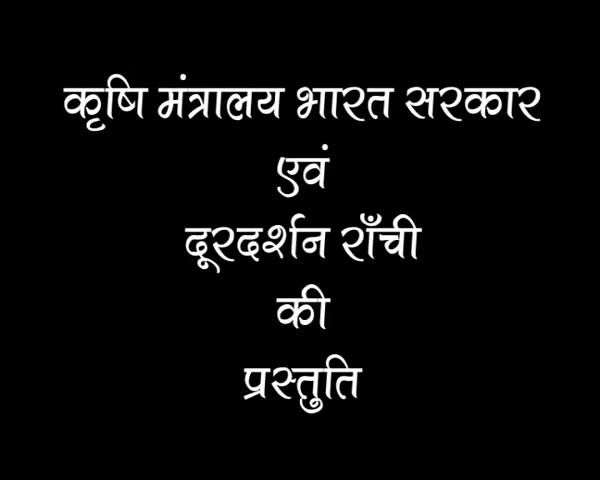 कृषि मंत्रालय भारत सरकार
एवं
दूरदर्शन राँची
की
प्रस्तुति